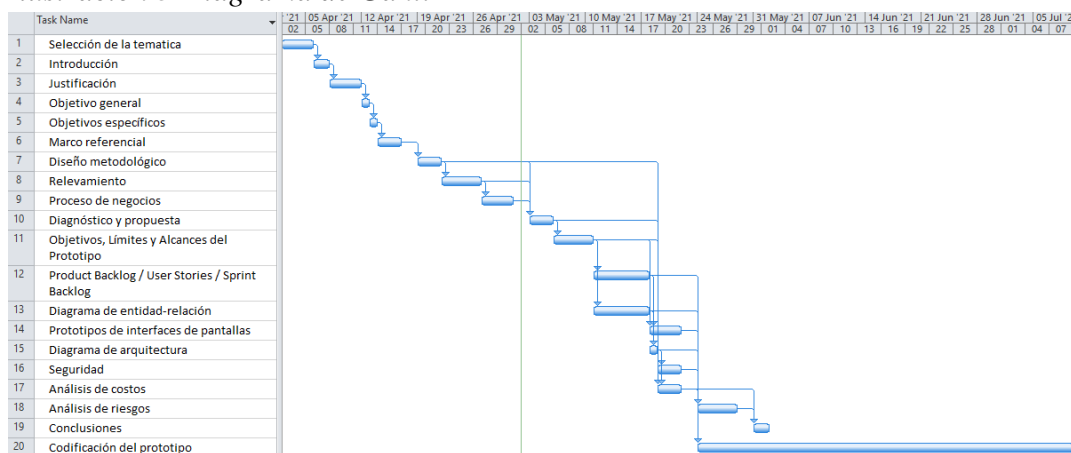 Task Name
'21 | 05 Apr '21 | 12 Apr '21 | 19 Apr '21 | 26 Apr '21 | 03 May '21 | 10 May '21 | 17 May '21 | 24 May '21 | 31 May '21 | 07 Jun '21 | 14 Jun '21 | 21 Jun '21 | 28 Jun '21 | 05 Jul '2
02 | 05 | 08 | 11 | 14 | 17 | 20 | 23 | 26 | 29 | 02 | 05 | 08 | 11 | 14 | 17 | 20 | 23 | 26 | 29 | 01 | 04 | 07 | 10 | 13 | 16 | 19 | 22 | 25 | 28 | 01 | 04 | 07
1 Selección de la tematica
2 Introducción
3 Justificación
4 Objetivo general
5 Objetivos específicos
6 Marco referencial
7 Diseño metodológico
8 Relevamiento
9 Proceso de negocios
10 Diagnóstico y propuesta
11 Objetivos, Límites y Alcances del
Prototipo
12 Product Backlog / User Stories / Sprint
Backlog
13 Diagrama de entidad-relación
14 Prototipos de interfaces de pantallas
15 Diagrama de arquitectura
16 Seguridad
17 Análisis de costos
18 Análisis de riesgos
19 Conclusiones
20 Codificación del prototipo